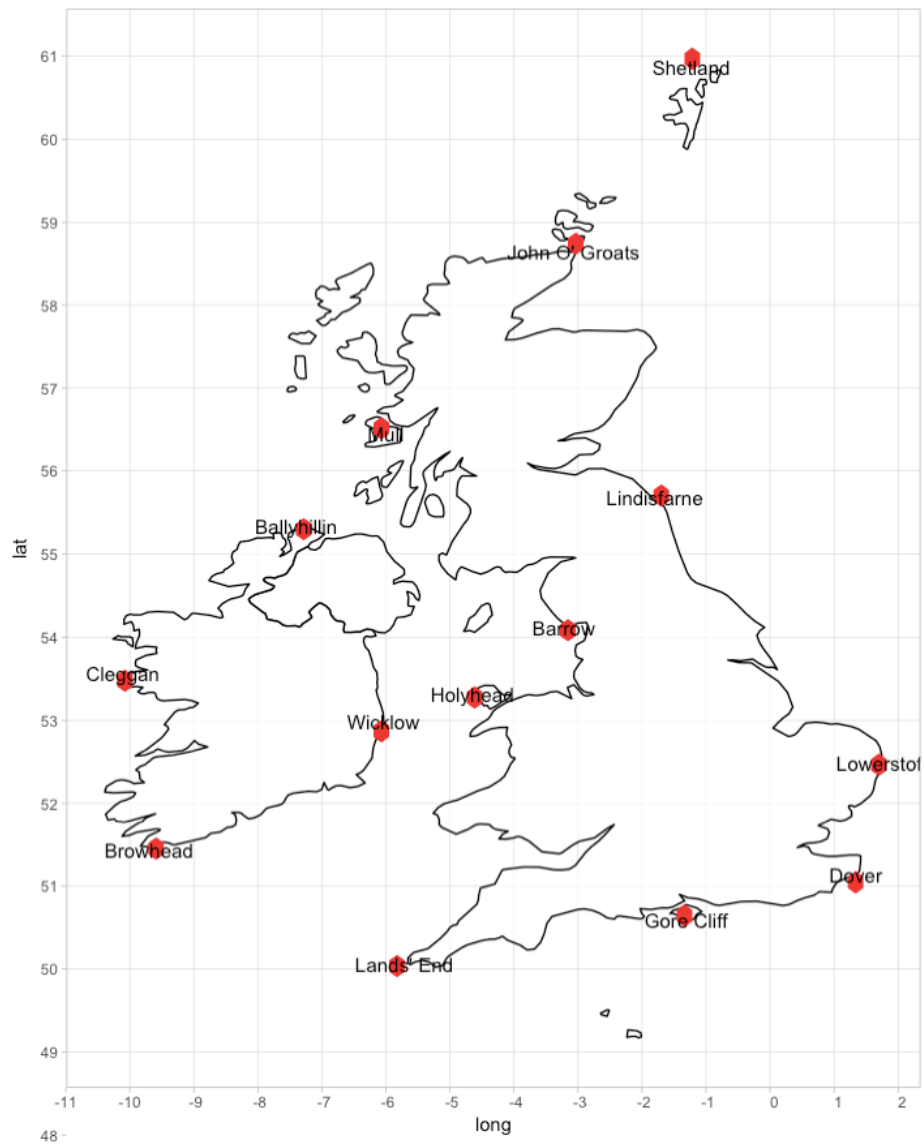 61
Shetland
60
59
John O' Groats
58
57
Mull
56
Lindisfarne
Ballyhillin
55
lat
54
Barrow
Cleggan
Holyhead
53
Wicklow
Lowerstof
52
Browhead
51
Dover
Gore Cliff
50
Lands' End
49
-11 -10 -9 -8 -7 -6 -5 -4 -3 -2 -1 0 1 2
long
48